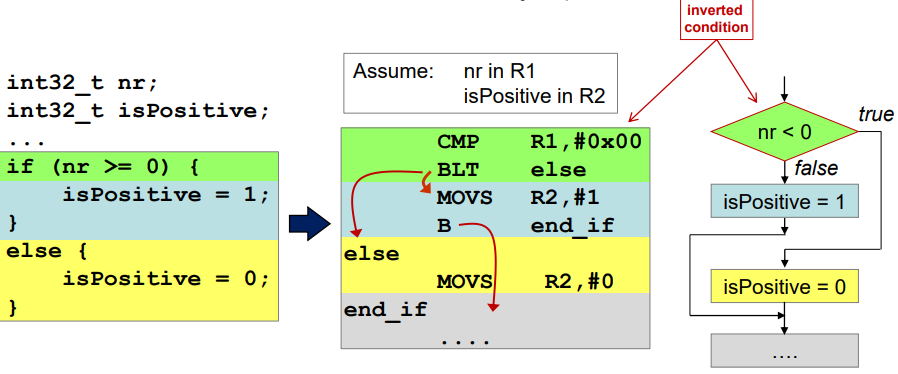 inverted
condition
int32_t nr;
int32_t isPositive;
...
if (nr >= 0) {
isPositive = 1;
}
else {
isPositive = 0;
}
Assume: nr in R1
isPositive in R2
CMP R1,#0x00
BLT else
MOVS R2,#1
B end_if
else
MOVS R2,#0
end_if
....
nr < 0
true
false
isPositive = 1
isPositive = 0
....